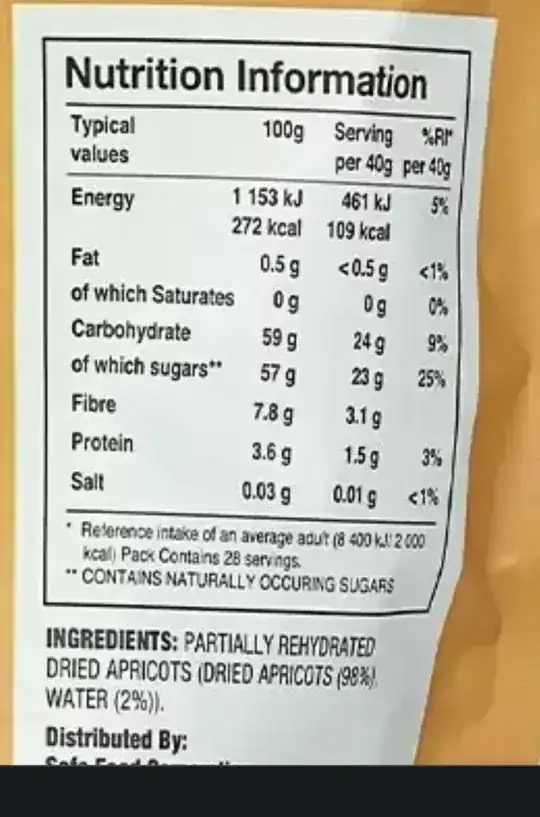 Nutrition Information
Typical values 100g Serving per 40g %RI* per 40g
Energy 1 153 kJ 461 kJ 5%
272 kcal 109 kcal
Fat 0.5 g <0.5 g <1%
of which Saturates 0 g 0 g 0%
Carbohydrate 59 g 24 g 9%
of which sugars** 57 g 23 g 25%
Fibre 7.8 g 3.1 g
Protein 3.6 g 1.5 g 3%
Salt 0.03 g 0.01 g <1%
* Reference intake of an average adult (8 400 kJ/ 2 000
kcal) Pack Contains 28 servings.
** CONTAINS NATURALLY OCCURING SUGARS
INGREDIENTS: PARTIALLY REHYDRATED
DRIED APRICOTS (DRIED APRICOTS (98%),
WATER (2%)).
Distributed By: